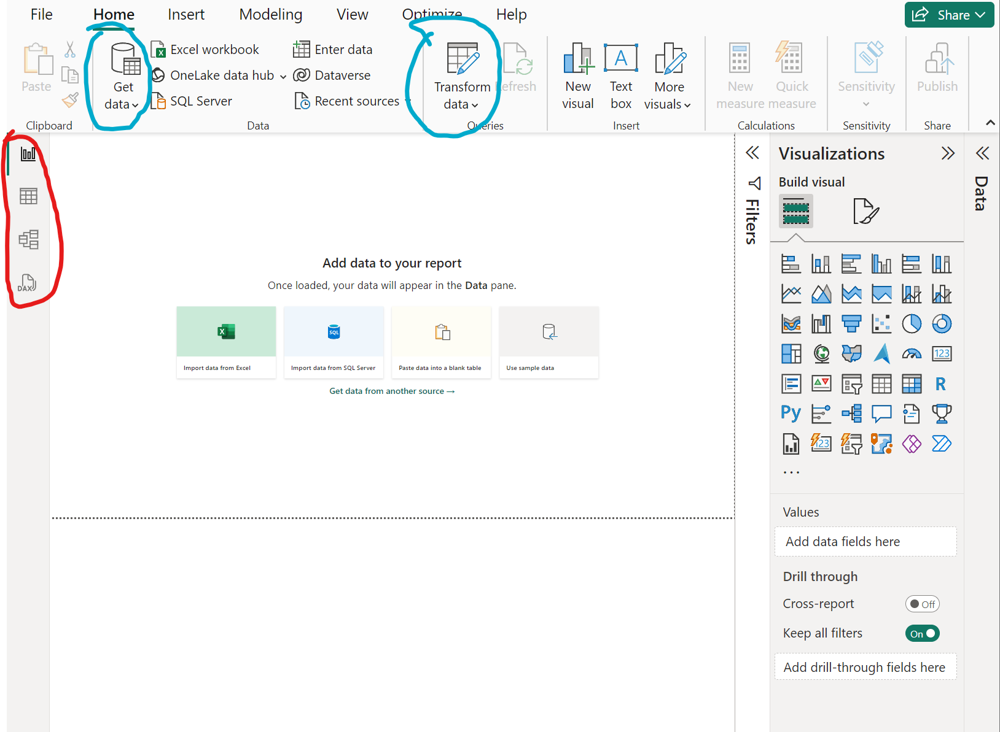 File Home Insert Modeling View Optimize Help Share
Paste
Clipboard
Get
data
Excel workbook
OneLake data hub
SQL Server
Enter data
Dataverse
Recent sources
Data
Transform
data
Refresh
Queries
New
visual
Text
box
A
More
visuals
Insert
New
measure
Quick
measure
Calculations
Sensitivity
Sensitivity
Publish
Share
DAX
Add data to your report
Once loaded, your data will appear in the Data pane.
X
SQL
Import data from Excel
Import data from SQL Server
Paste data into a blank table
Use sample data
Get data from another source →
Filters
Visualizations
Build visual
123
R
Py
123
...
Values
Add data fields here
Drill through
Cross-report Off
Keep all filters On
Add drill-through fields here
Data